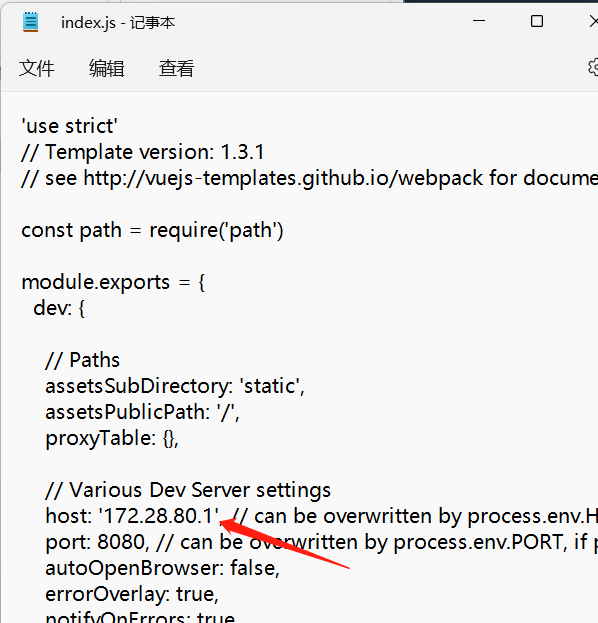 index.js - 记事本
文件 编辑 查看
'use strict'
// Template version: 1.3.1
// see http://vuejs-templates.github.io/webpack for docume
const path = require('path')
module.exports = {
dev: {
// Paths
assetsSubDirectory: 'static',
assetsPublicPath: '/',
proxyTable: {},
// Various Dev Server settings
host: '172.28.80.1', // can be overwritten by process.env.H
port: 8080, // can be overwritten by process.env.PORT, if p
autoOpenBrowser: false,
errorOverlay: true,
notifyOnErrors: true